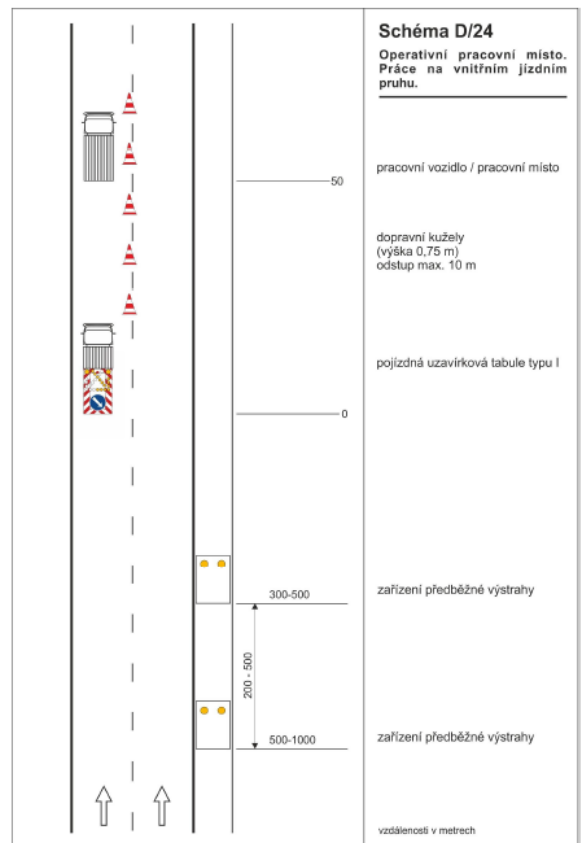 Schéma D/24
Operativní pracovní místo.
Práce na vnitřním jízdním
pruhu.
pracovní vozidlo / pracovní místo
50
dopravní kužely
(výška 0,75 m)
odstup max. 10 m
pojízdná uzavírková tabule typu I
0
300-500
zařízení předběžné výstrahy
200 - 500
500-1000
zařízení předběžné výstrahy
vzdálenosti v metrech